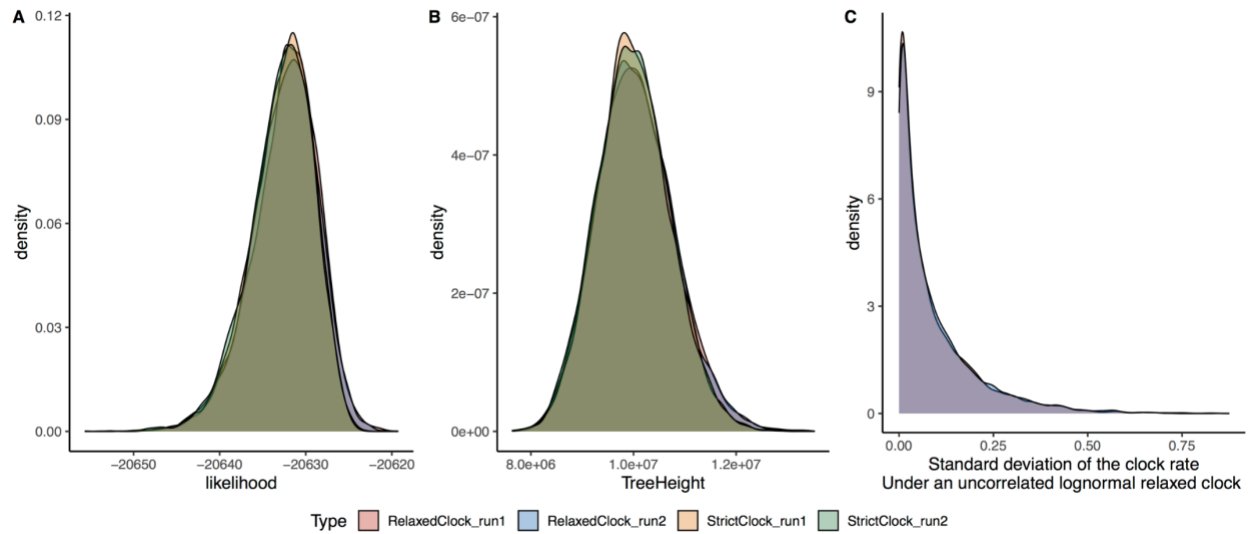 A
B
C
0.12
0.09
0.06
0.03
0.00
density
−20650
−20640
−20630
−20620
likelihood
6e−07
4e−07
2e−07
0e+00
density
8.0e+06
1.0e+07
1.2e+07
TreeHeight
9
6
3
0
density
0.00
0.25
0.50
0.75
Standard deviation of the clock rate
Under an uncorrelated lognormal relaxed clock
Type
RelaxedClock_run1
RelaxedClock_run2
StrictClock_run1
StrictClock_run2